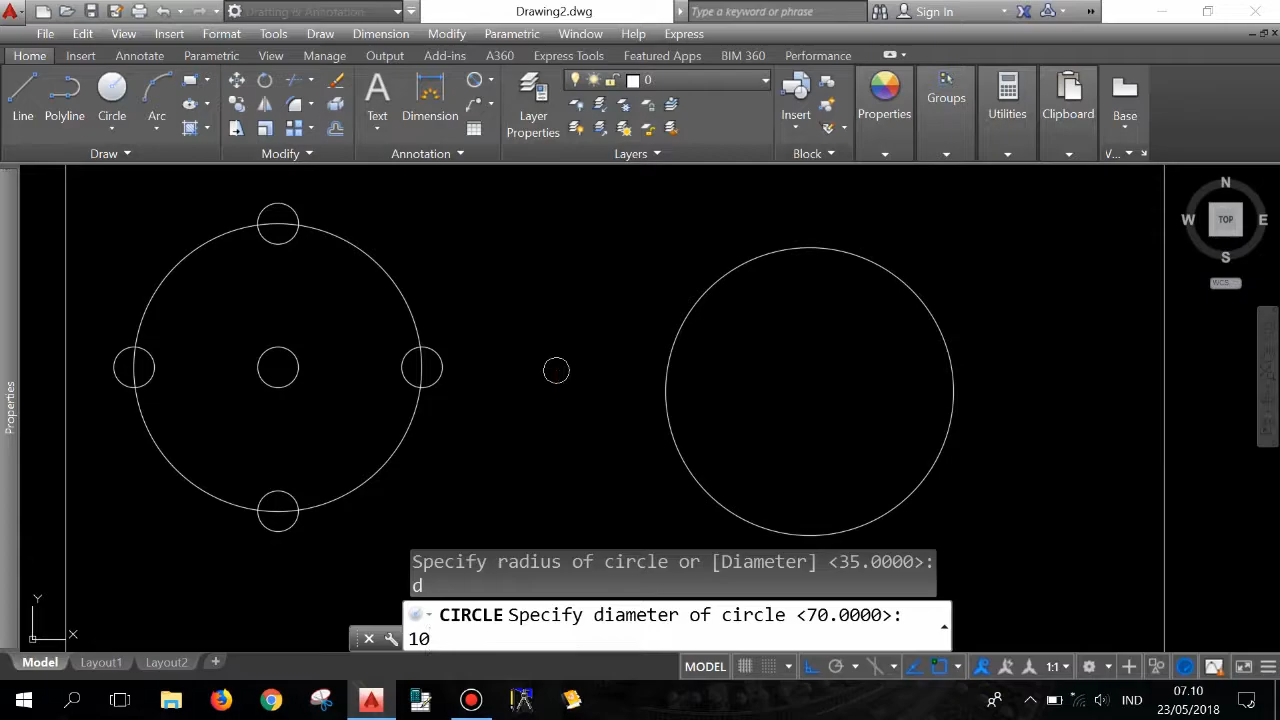 Drafting & Annotation
Drawing2.dwg
Type a keyword or phrase
Sign In
File Edit View Insert Format Tools Draw Dimension Modify Parametric Window Help Express
Home Insert Annotate Parametric View Manage Output Add-ins A360 Express Tools Featured Apps BIM 360 Performance
0
Line Polyline Circle Arc Text Dimension Layer Properties Insert Properties Groups Utilities Clipboard Base
Draw Modify Annotation Layers Block V...
N
W TOP E
S
WCS
Properties
Specify radius of circle or [Diameter] <35.0000>:
d
CIRCLE Specify diameter of circle <70.0000>:
10
Y
X
Model Layout1 Layout2 +
MODEL 1:1
IND
07.10
23/05/2018